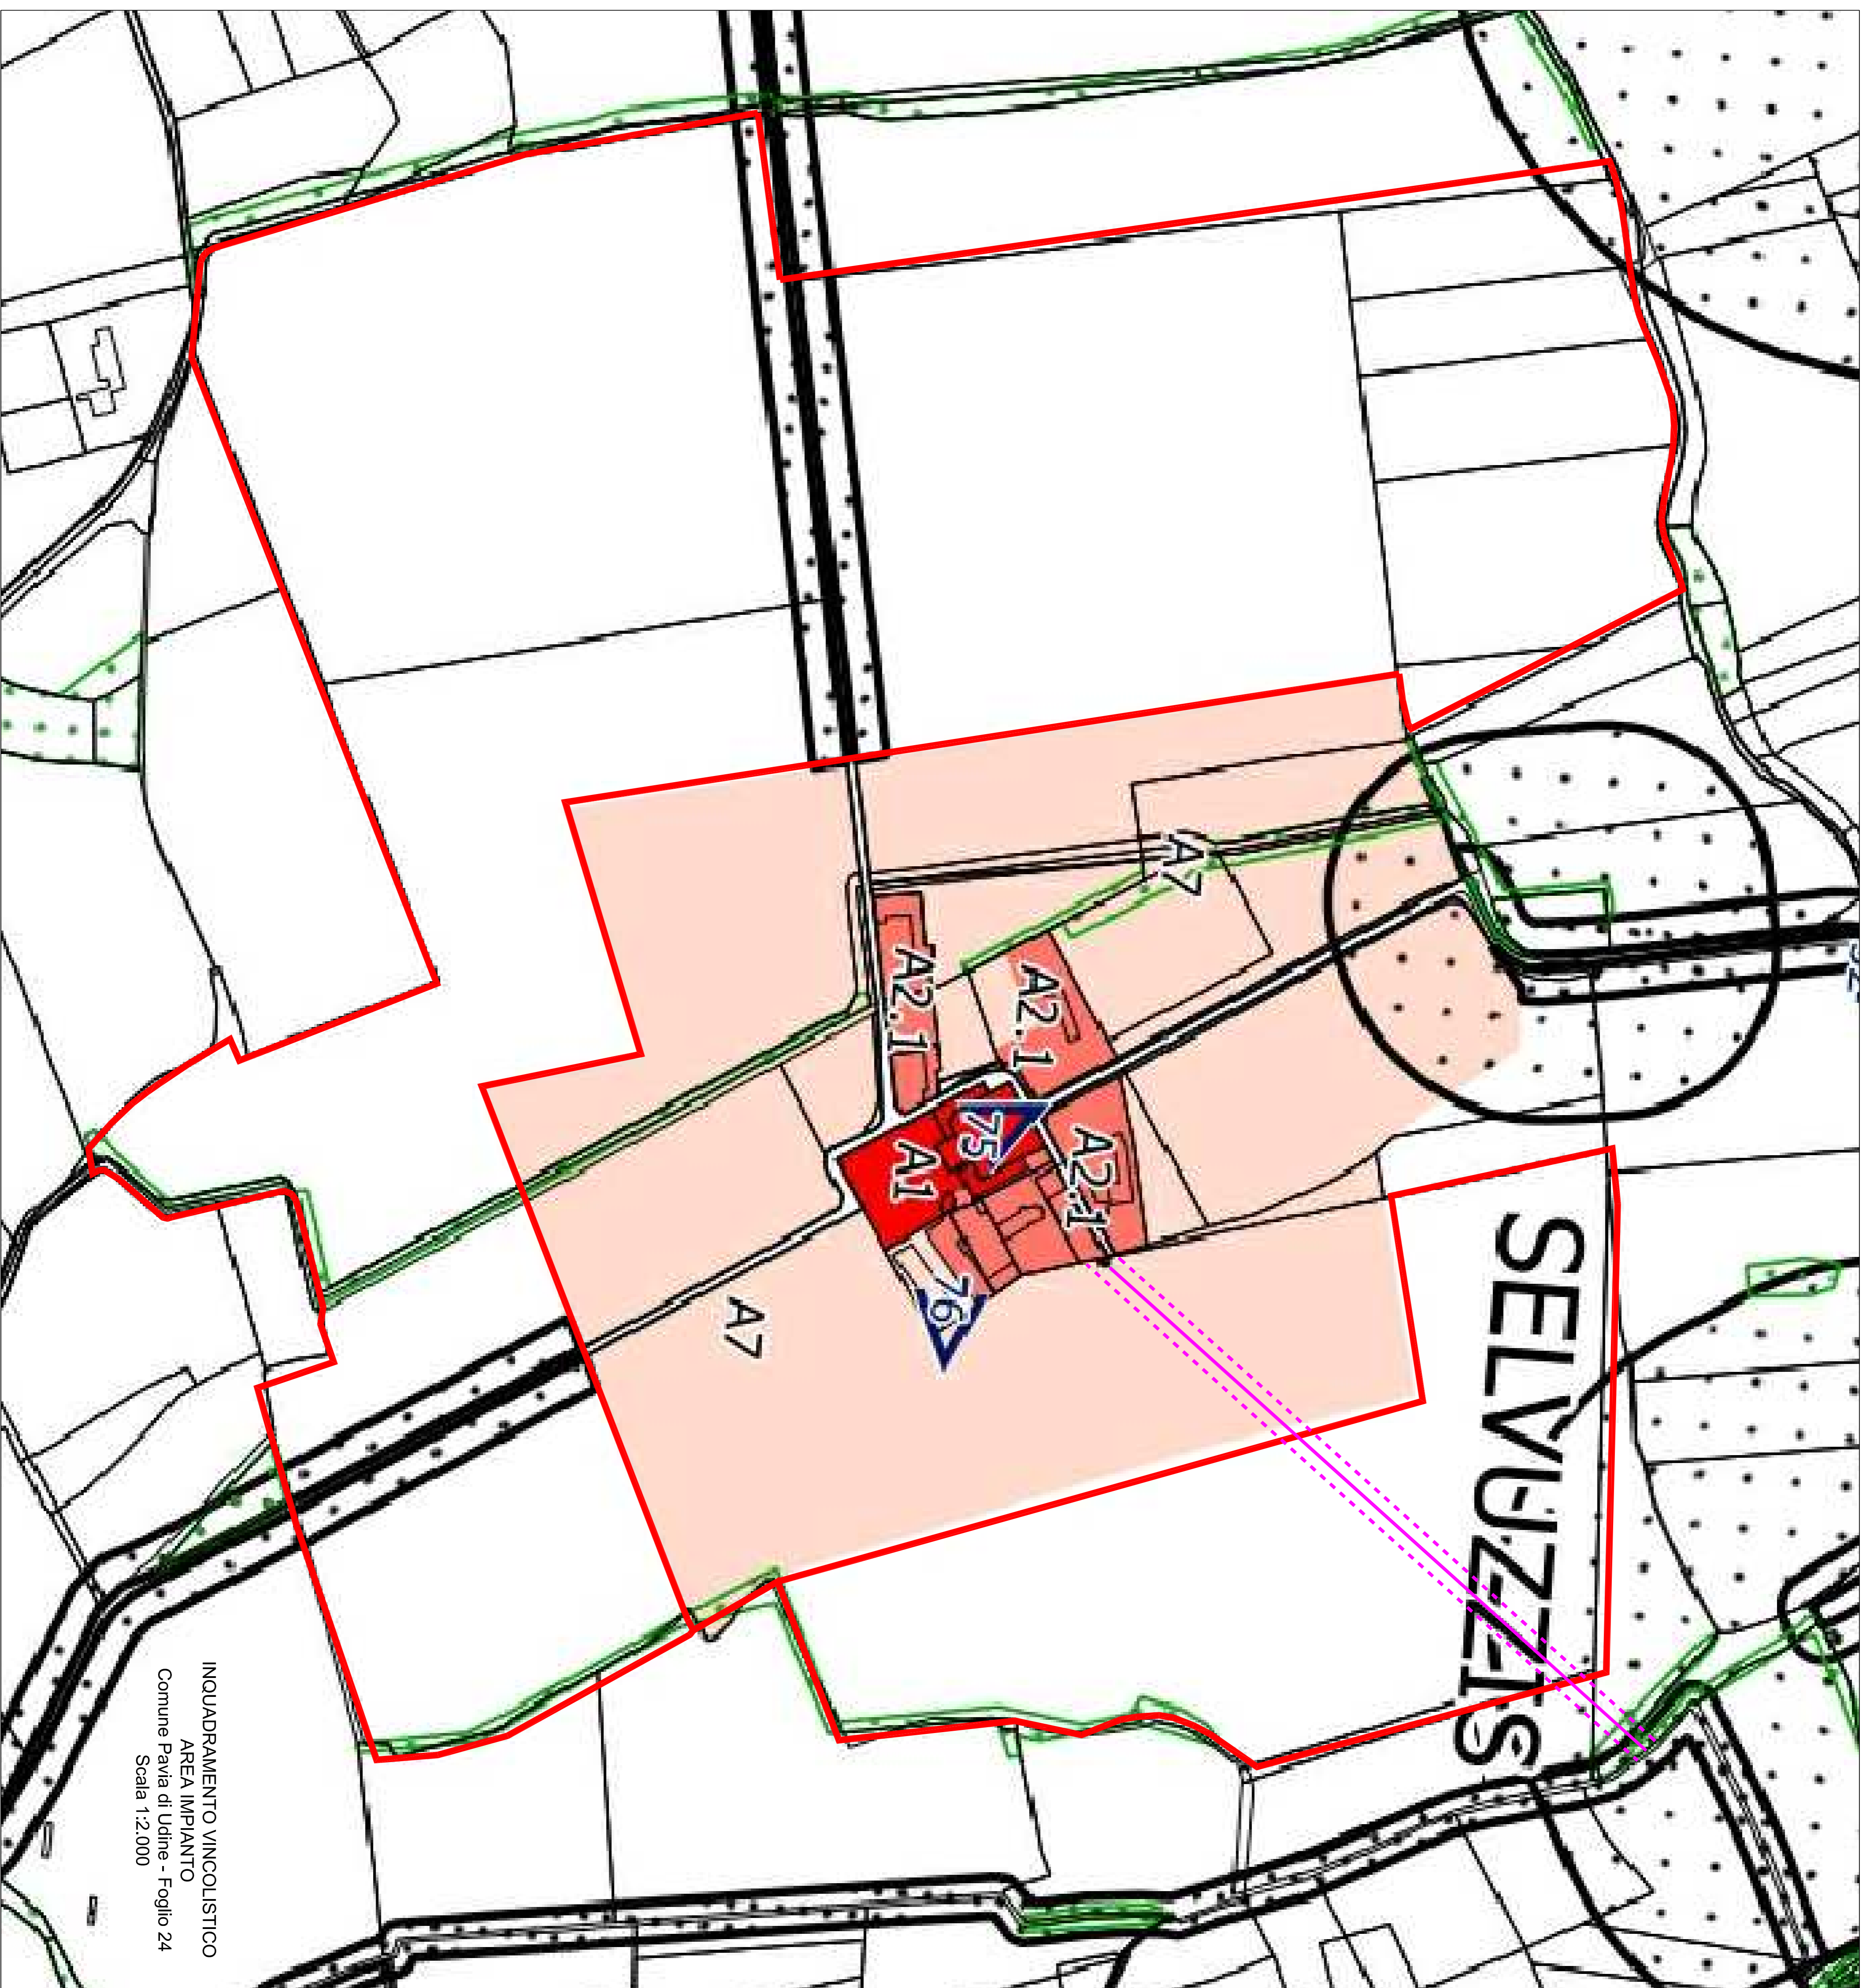 A7
A2.1
A2.1
75
A1
A2.1
76
A7
SELVUZZIS
INQUADRAMENTO VINCOLISTICO
AREA IMPIANTO
Comune Pavia di Udine - Foglio 24
Scala 1:2.000